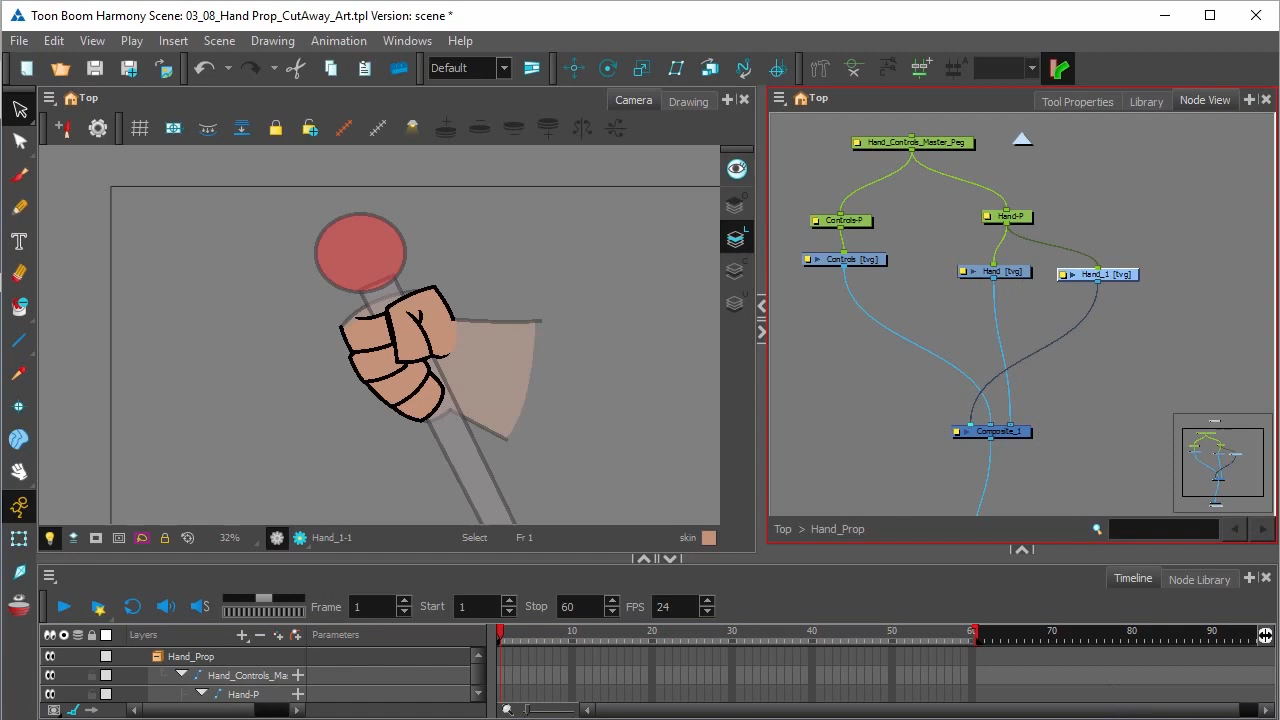 Toon Boom Harmony Scene: 03_08_Hand Prop_CutAway_Art.tpl Version: scene *
File Edit View Play Insert Scene Drawing Animation Windows Help
Default
Top
Camera
Drawing
Top
Tool Properties
Library
Node View
Hand_Controls_Master_Peg
Controls-P
Hand-P
Controls [tvg]
Hand [tvg]
Hand_1 [tvg]
Composite_1
32%
Hand_1-1
Select
Fr 1
skin
Top > Hand_Prop
Timeline
Node Library
Frame 1 Start 1 Stop 60 FPS 24
Layers
Parameters
10 20 30 40 50 60 70 80 90
Hand_Prop
Hand_Controls_Ma:
Hand-P